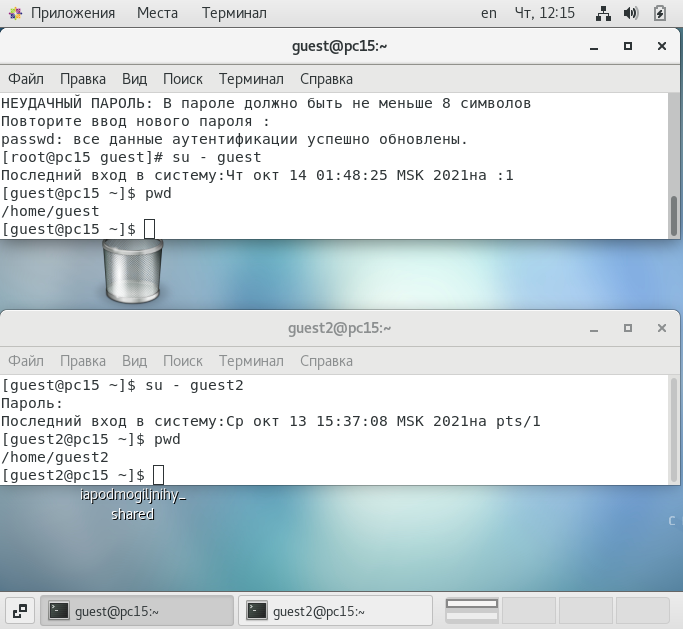 Приложения Места Терминал en Чт, 12:15
guest@pc15:~
Файл Правка Вид Поиск Терминал Справка
НЕУДАЧНЫЙ ПАРОЛЬ: В пароле должно быть не меньше 8 символов
Повторите ввод нового пароля :
passwd: все данные аутентификации успешно обновлены.
[root@pc15 guest]# su - guest
Последний вход в систему:Чт окт 14 01:48:25 MSK 2021на :1
[guest@pc15 ~]$ pwd
/home/guest
[guest@pc15 ~]$
guest2@pc15:~
Файл Правка Вид Поиск Терминал Справка
[guest@pc15 ~]$ su - guest2
Пароль:
Последний вход в систему:Ср окт 13 15:37:08 MSK 2021на pts/1
[guest2@pc15 ~]$ pwd
/home/guest2
[guest2@pc15 ~]$
iapodmogiljnihy_
shared
C
guest@pc15:~ guest2@pc15:~